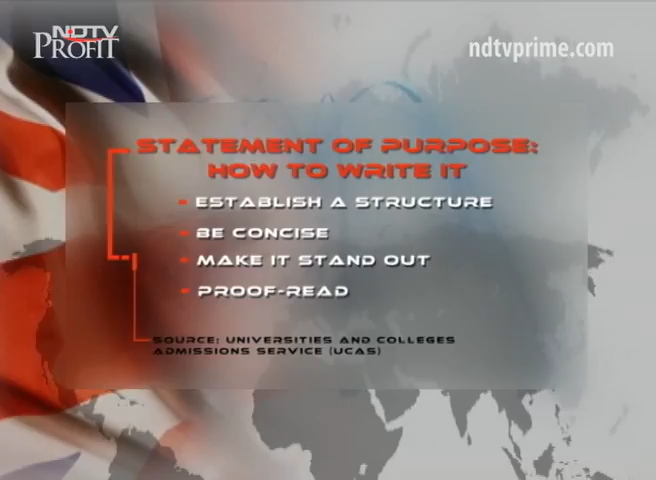 NDTV
PROFIT
ndtvprime.com
STATEMENT OF PURPOSE:
HOW TO WRITE IT
- ESTABLISH A STRUCTURE
- BE CONCISE
- MAKE IT STAND OUT
- PROOF-READ
SOURCE: UNIVERSITIES AND COLLEGES
ADMISSIONS SERVICE (UCAS)